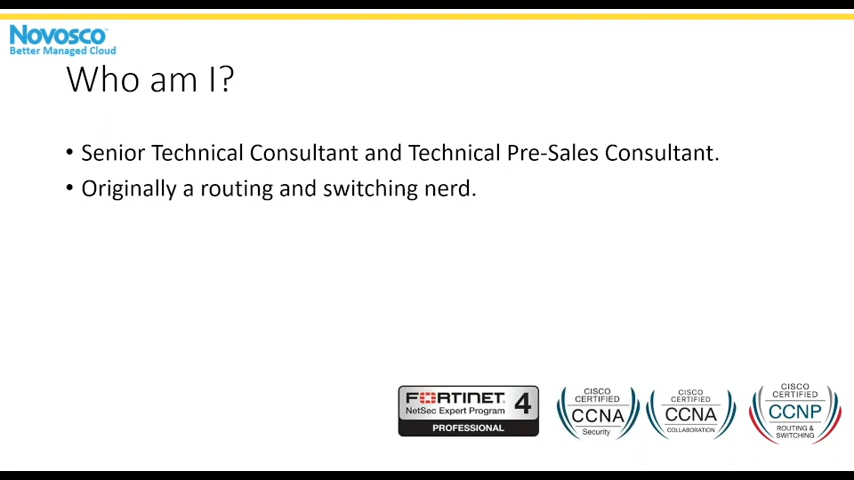 Novosco
Better Managed Cloud
Who am I?
• Senior Technical Consultant and Technical Pre-Sales Consultant.
• Originally a routing and switching nerd.
FORTINET
NetSec Expert Program 4
PROFESSIONAL
CISCO
CERTIFIED
CCNA
Security
CISCO
CERTIFIED
CCNA
COLLABORATION
CISCO
CERTIFIED
CCNP
ROUTING &
SWITCHING